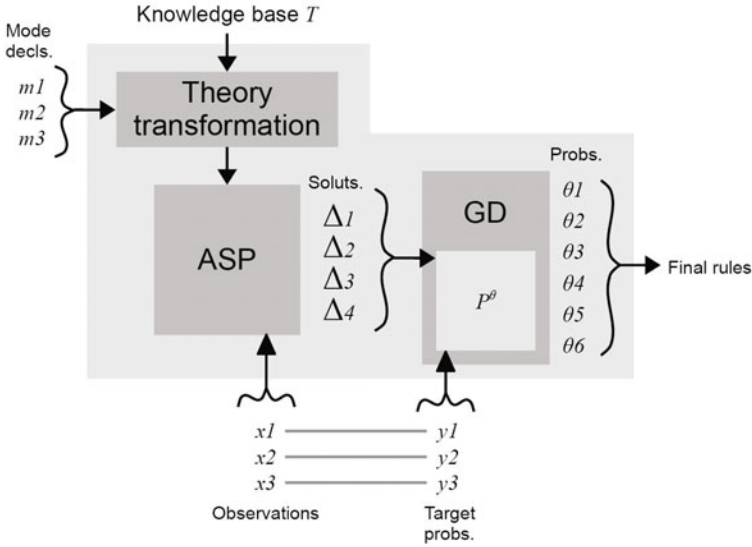 Knowledge base T
Mode
decls.
m1
m2
m3
Theory
transformation
ASP
Soluts.
Δ1
Δ2
Δ3
Δ4
GD
P^θ
Probs.
θ1
θ2
θ3
θ4
θ5
θ6
Final rules
x1 y1
x2 y2
x3 y3
Observations
Target
probs.